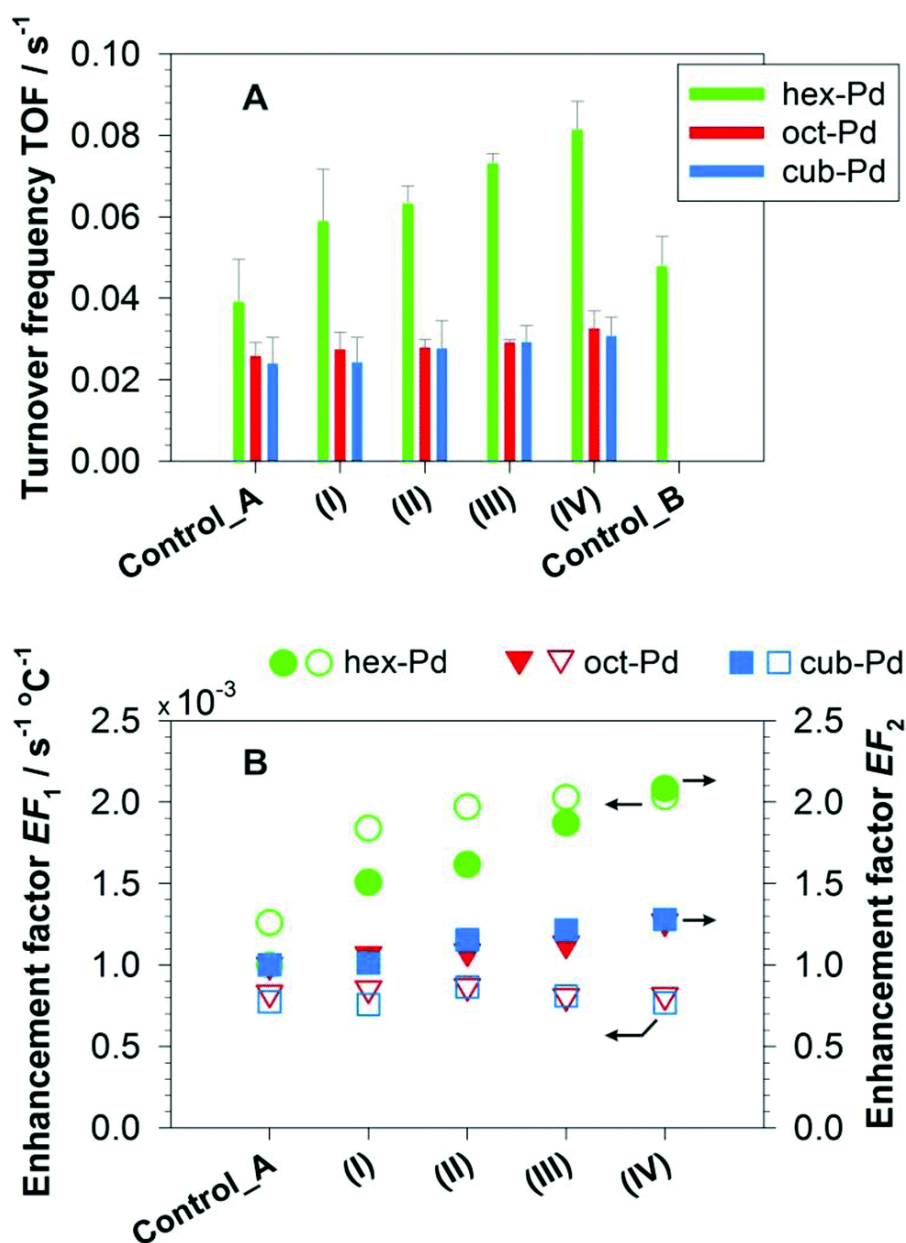 A
Turnover frequency TOF / s⁻¹
0.10
0.08
0.06
0.04
0.02
0.00
hex-Pd
oct-Pd
cub-Pd
Control_A
(I)
(II)
(III)
(IV)
Control_B
hex-Pd
oct-Pd
cub-Pd
x 10⁻³
B
Enhancement factor EF₁ / s⁻¹ °C⁻¹
2.5
2.0
1.5
1.0
0.5
0.0
2.5
2.0
1.5
1.0
0.5
0.0
Enhancement factor EF₂
Control_A
(I)
(II)
(III)
(IV)